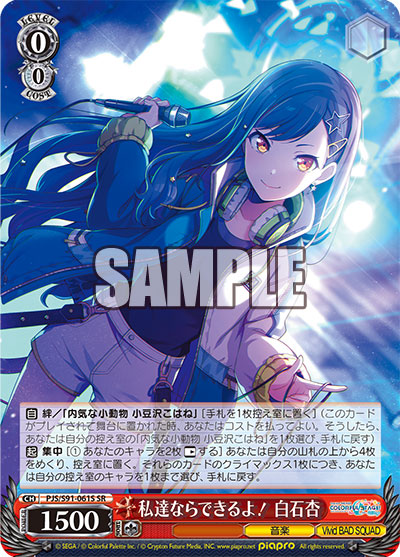 LEVEL
0
0
COST
SAMPLE
自 絆／「内気な小動物 小豆沢こはね」[手札を1枚控え室に置く]（このカード
がプレイされて舞台に置かれた時、あなたはコストを払ってよい。そうしたら、
あなたは自分の控え室の「内気な小動物 小豆沢こはね」を1枚選び、手札に戻す）
起 集中 [① あなたのキャラを2枚レストする] あなたは自分の山札の上から4枚
をめくり、控え室に置く。それらのカードのクライマックス1枚につき、あなた
は自分の控え室のキャラを1枚まで選び、手札に戻す。
CH PJS/S91-061S SR
POWER
1500
私達ならできるよ！ 白石杏
COLORFUL STAGE!
音楽
Vivid BAD SQUAD
© SEGA / © Colorful Palette Inc. / © Crypton Future Media, INC. www.piapro.net piapro All rights reserved.